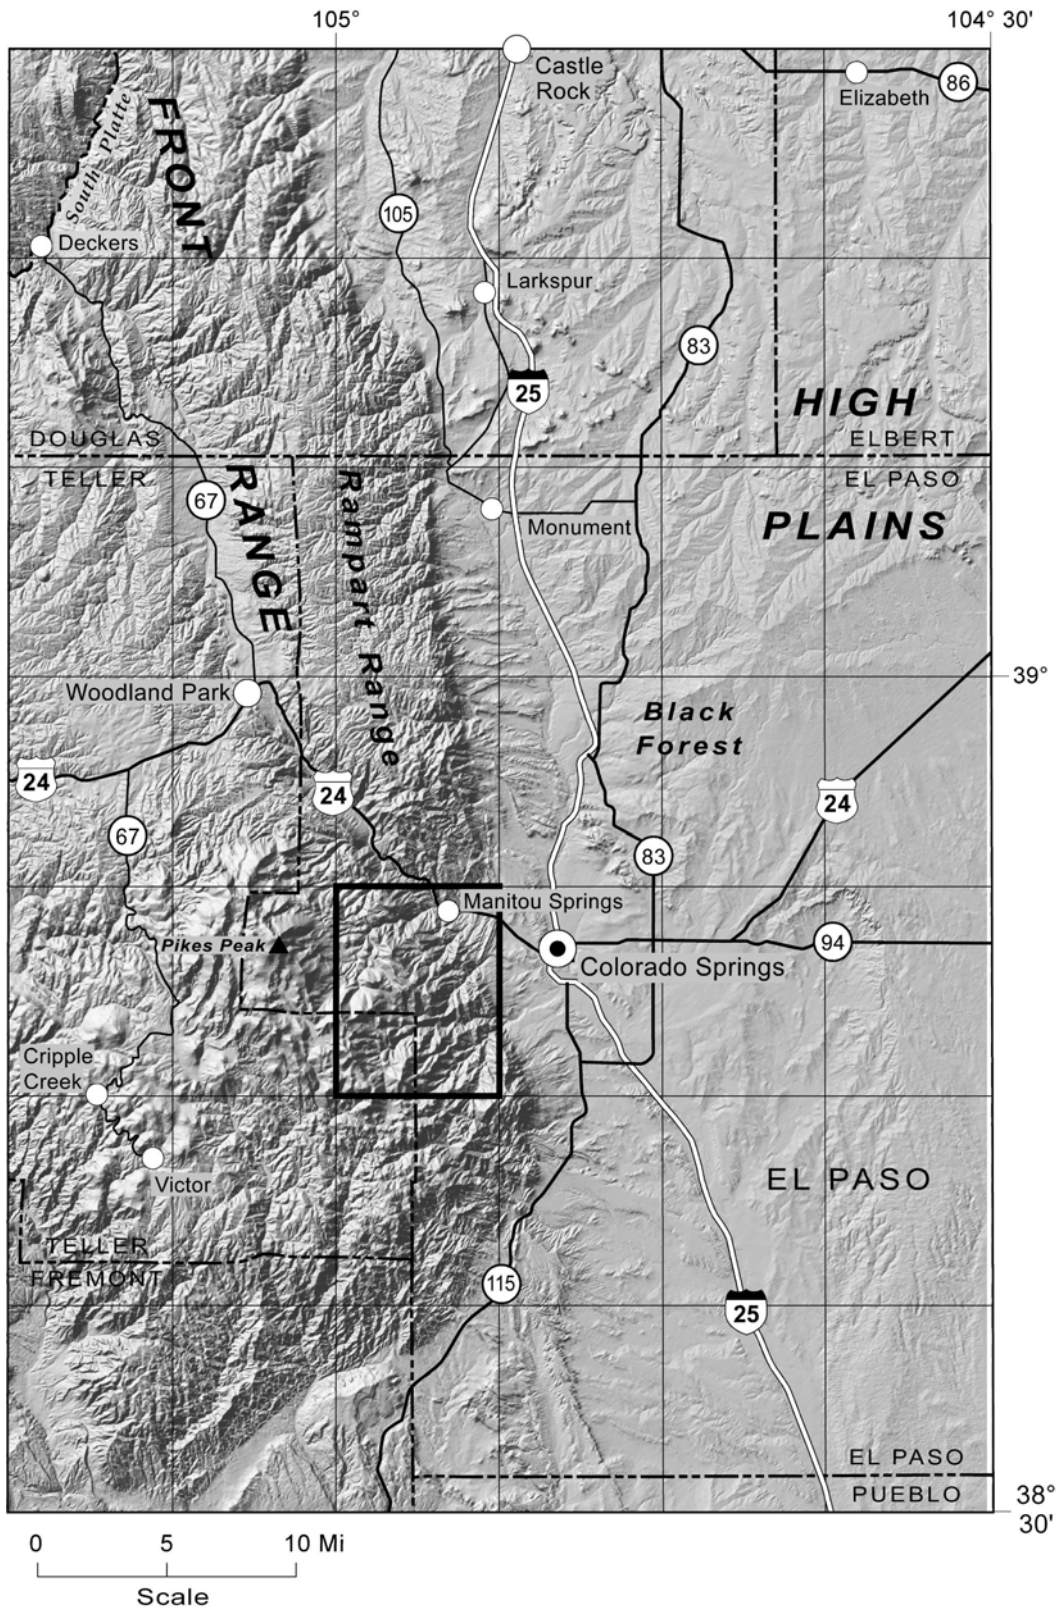 105°
104° 30'
Castle
Rock
Elizabeth
86
South Platte
FRONT
105
Deckers
Larkspur
83
25
HIGH
DOUGLAS
ELBERT
TELLER
EL PASO
67
RANGE
Rampart Range
Monument
PLAINS
39°
Woodland Park
Black
Forest
24
24
24
67
83
Manitou Springs
Pikes Peak
94
Colorado Springs
Cripple
Creek
Victor
EL PASO
TELLER
FREMONT
115
25
EL PASO
PUEBLO
38°
30'
0 5 10 Mi
Scale